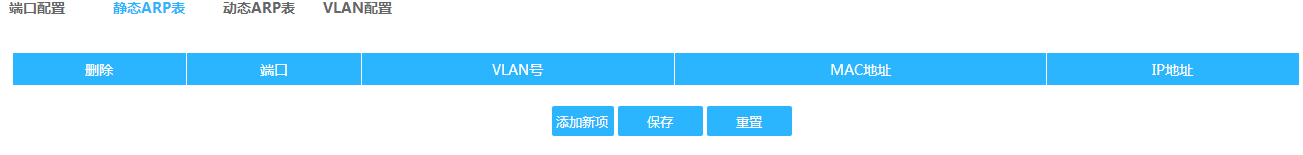 端口配置 静态ARP表 动态ARP表 VLAN配置
删除 端口 VLAN号 MAC地址 IP地址
添加新项 保存 重置